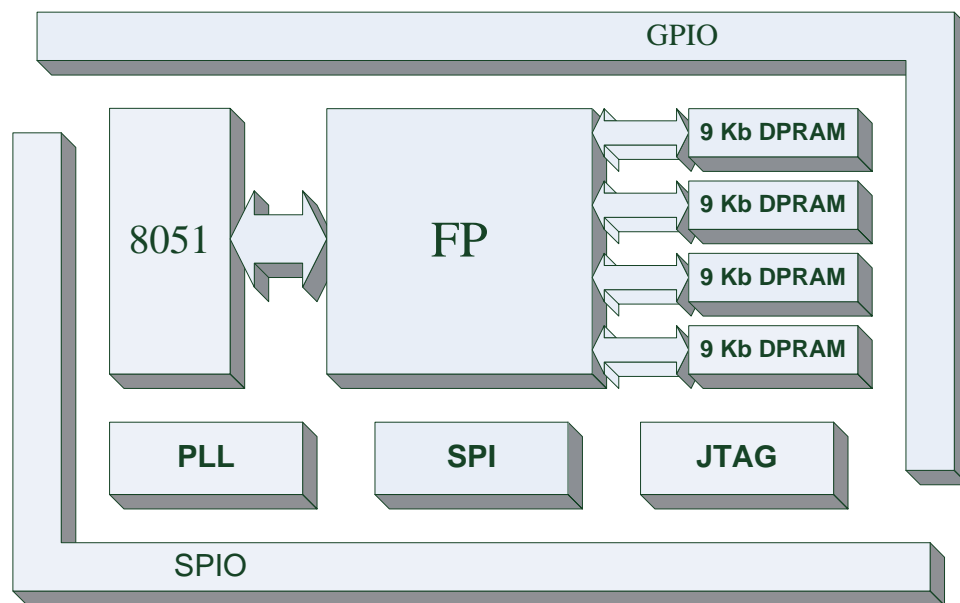 GPIO
8051
FP
9 Kb DPRAM
9 Kb DPRAM
9 Kb DPRAM
9 Kb DPRAM
PLL
SPI
JTAG
SPIO